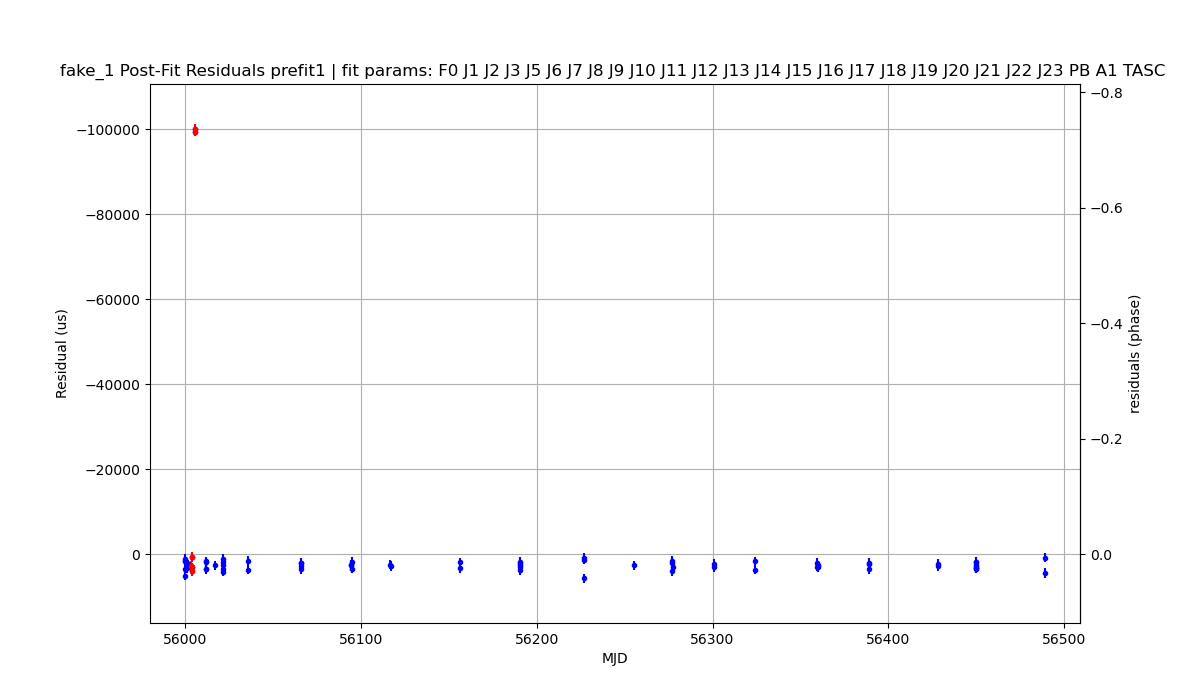 fake_1 Post-Fit Residuals prefit1 | fit params: F0 J1 J2 J3 J5 J6 J7 J8 J9 J10 J11 J12 J13 J14 J15 J16 J17 J18 J19 J20 J21 J22 J23 PB A1 TASC
−100000
−80000
−60000
−40000
−20000
0
Residual (us)
−0.8
−0.6
−0.4
−0.2
0.0
residuals (phase)
56000 56100 56200 56300 56400 56500
MJD